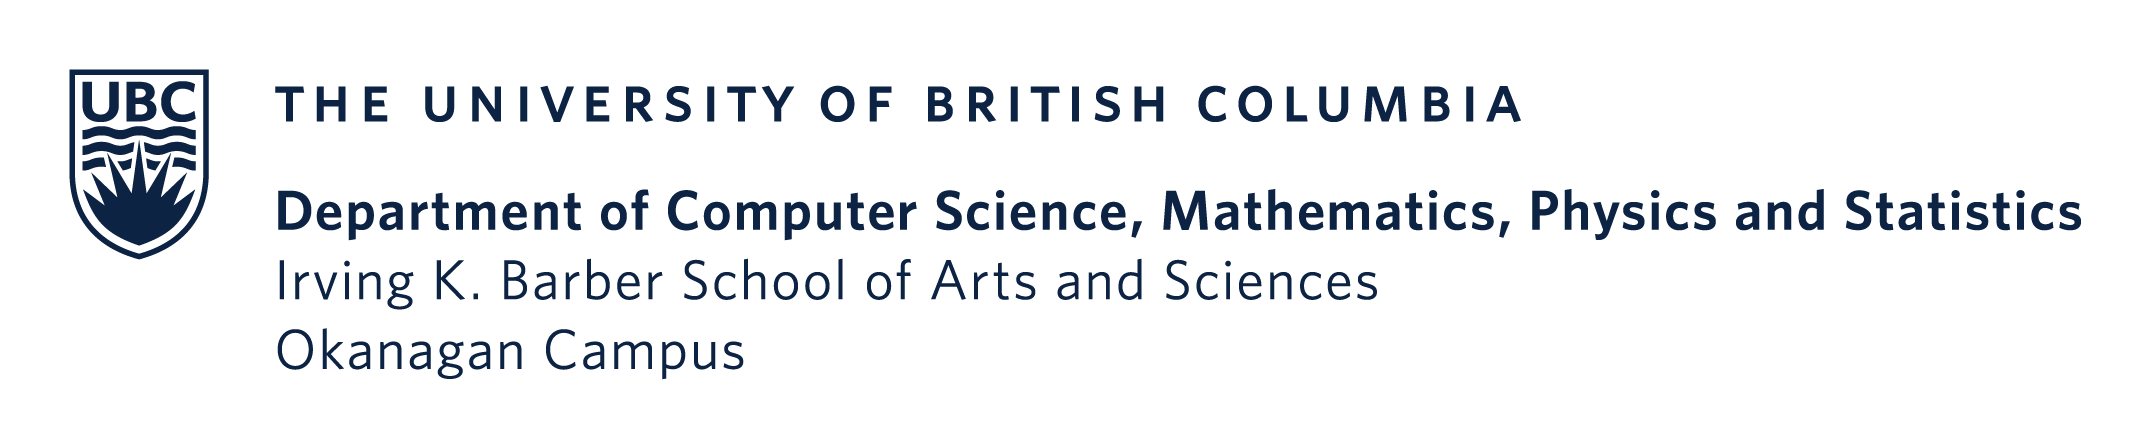 UBC
THE UNIVERSITY OF BRITISH COLUMBIA
Department of Computer Science, Mathematics, Physics and Statistics
Irving K. Barber School of Arts and Sciences
Okanagan Campus